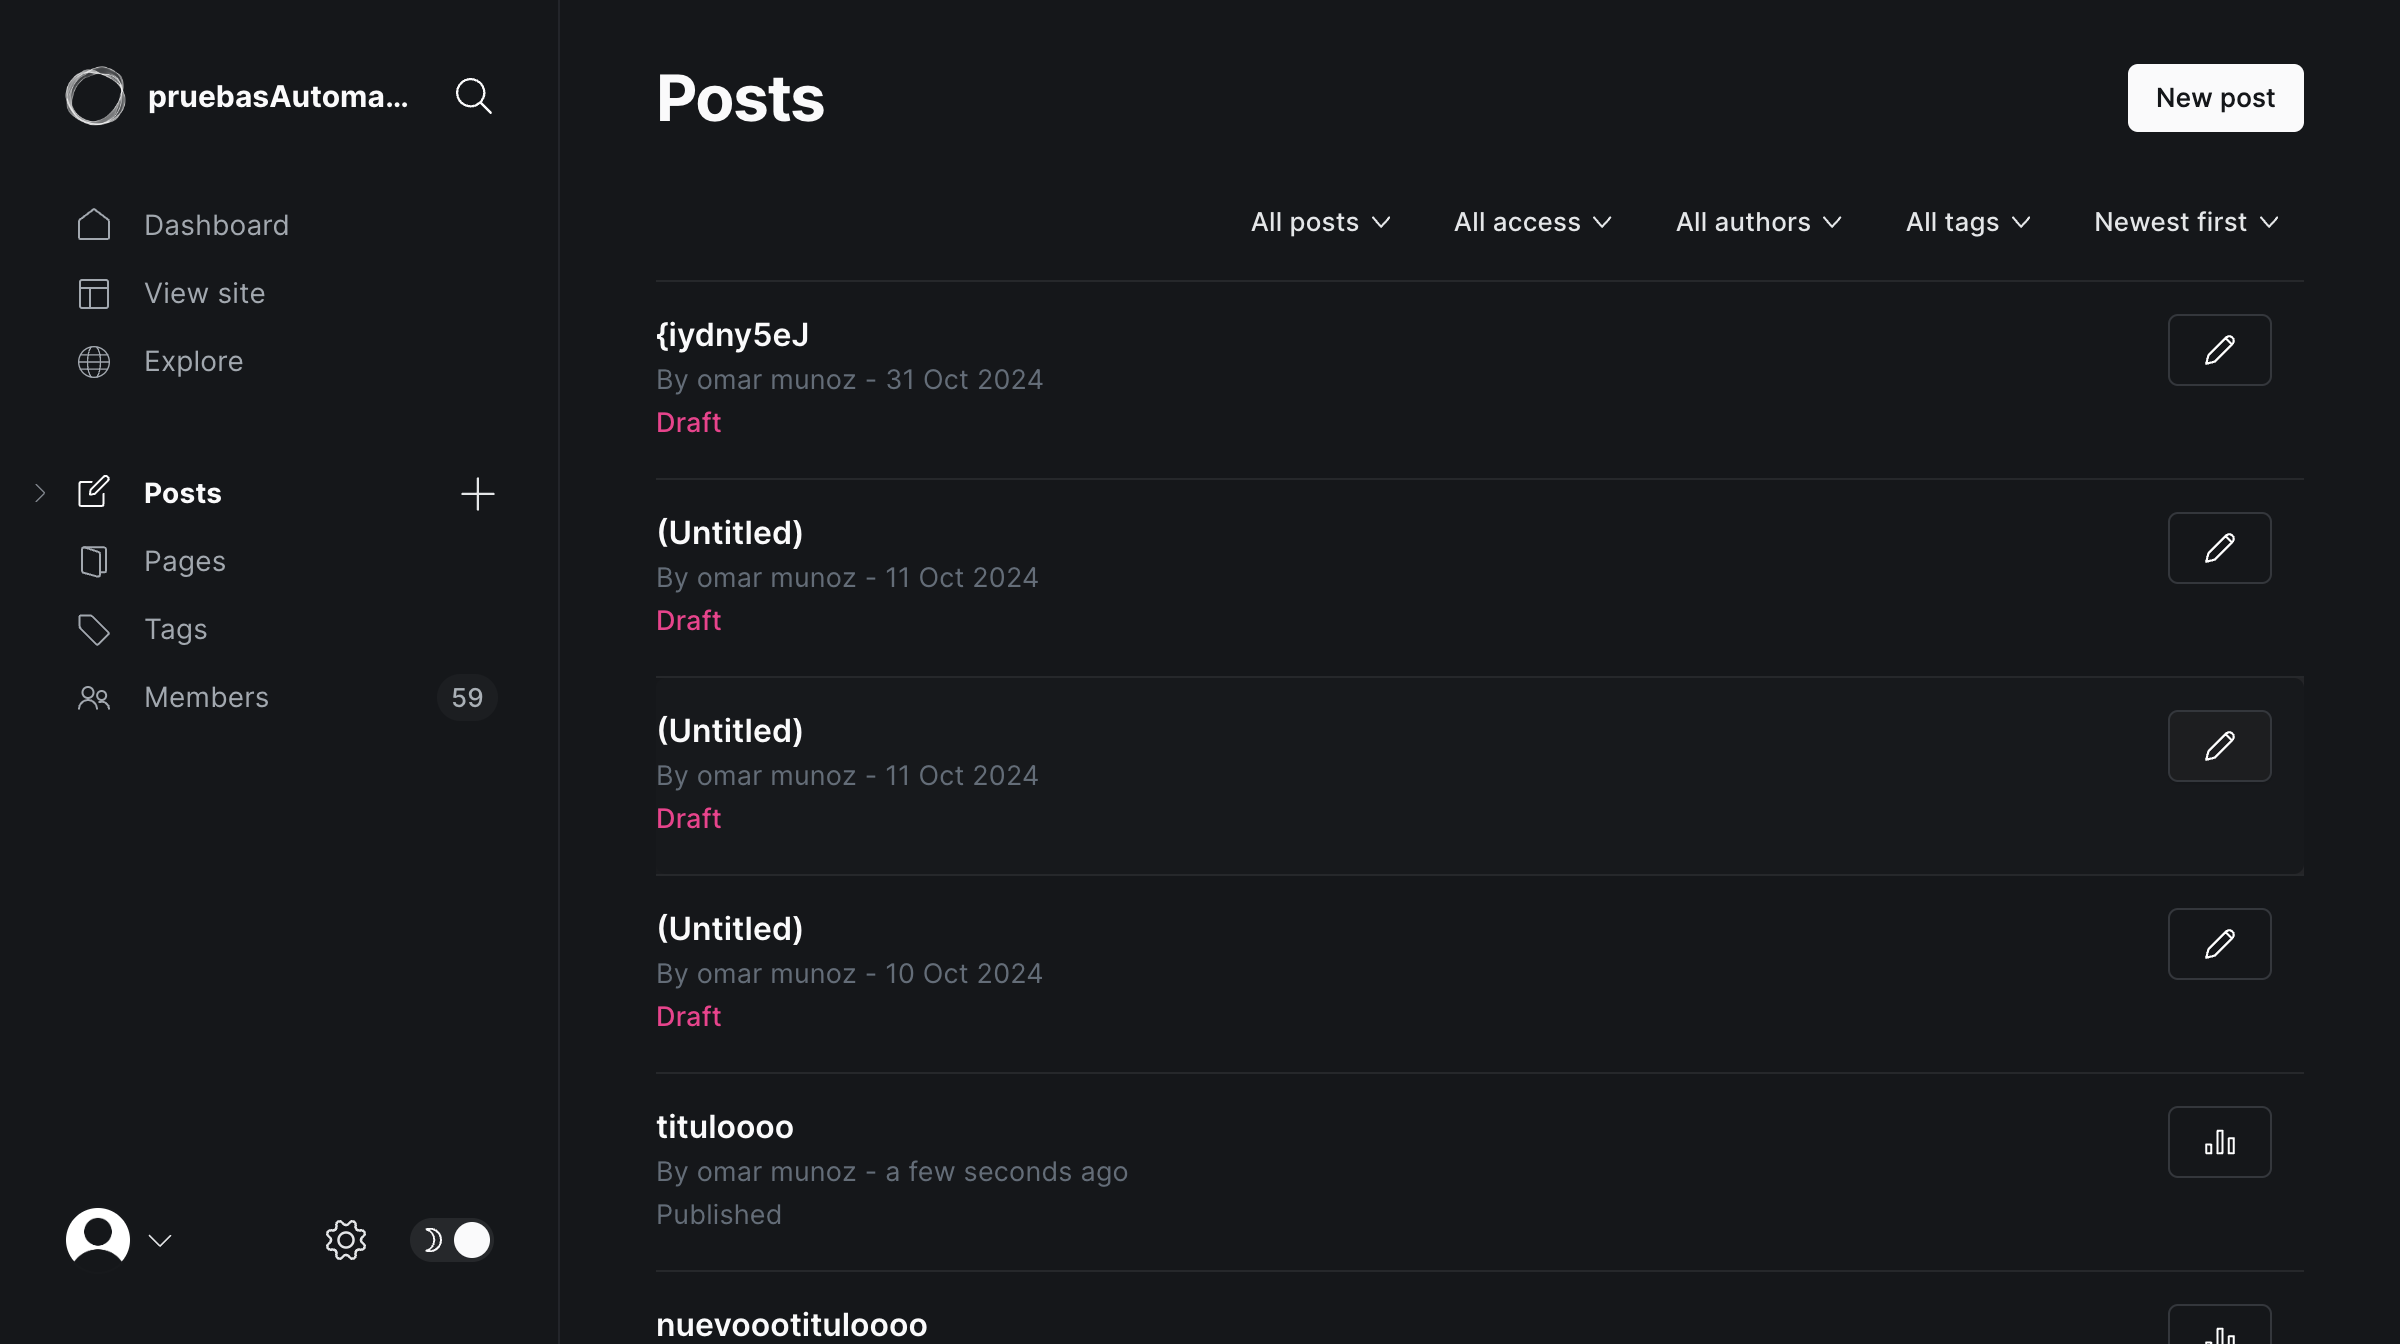 pruebasAutoma...
Dashboard
View site
Explore
Posts
Pages
Tags
Members 59
Posts
New post
All posts All access All authors All tags Newest first
{iydny5eJ
By omar munoz - 31 Oct 2024
Draft
(Untitled)
By omar munoz - 11 Oct 2024
Draft
(Untitled)
By omar munoz - 11 Oct 2024
Draft
(Untitled)
By omar munoz - 10 Oct 2024
Draft
tituloooo
By omar munoz - a few seconds ago
Published
nuevoootituloooo